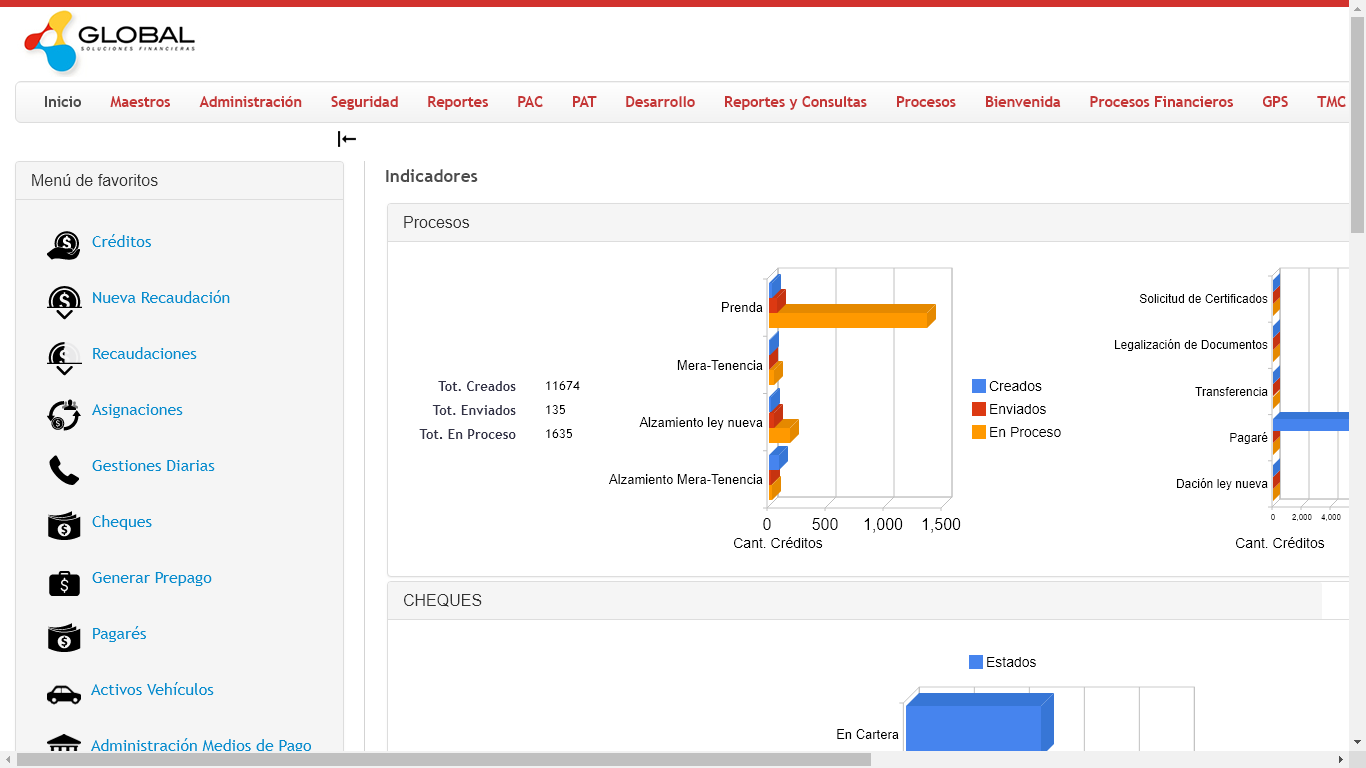 GLOBAL
SOLUCIONES FINANCIERAS
Inicio Maestros Administración Seguridad Reportes PAC PAT Desarrollo Reportes y Consultas Procesos Bienvenida Procesos Financieros GPS TMC
Menú de favoritos
Créditos
Nueva Recaudación
Recaudaciones
Asignaciones
Gestiones Diarias
Cheques
Generar Prepago
Pagarés
Activos Vehículos
Administración Medios de Pago
Indicadores
Procesos
Tot. Creados 11674
Tot. Enviados 135
Tot. En Proceso 1635
Prenda
Mera-Tenencia
Alzamiento ley nueva
Alzamiento Mera-Tenencia
0 500 1,000 1,500
Cant. Créditos
Creados
Enviados
En Proceso
Solicitud de Certificados
Legalización de Documentos
Transferencia
Pagaré
Dación ley nueva
0 2,000 4,000
Cant. Créditos
CHEQUES
Estados
En Cartera